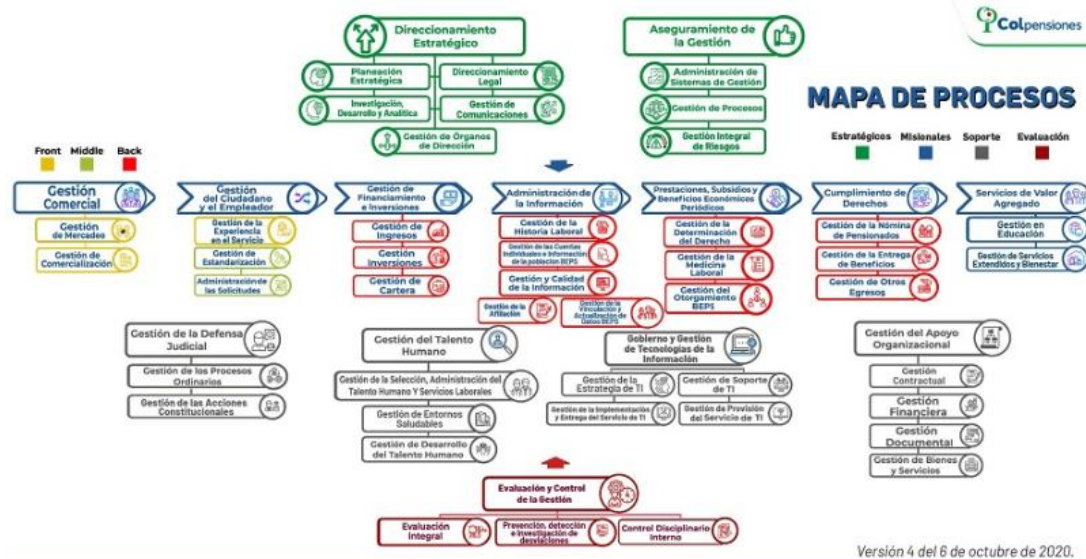 Colpensiones
MAPA DE PROCESOS
Estratégicos Misionales Soporte Evaluación
Direccionamiento
Estratégico
Planeación
Estratégica
Direccionamiento
Legal
Investigación,
Desarrollo y Analítica
Gestión de
Comunicaciones
Gestión de Órganos
de Dirección
Aseguramiento de
la Gestión
Administración de
Sistemas de Gestión
Gestión de Procesos
Gestión Integral
de Riesgos
Front Middle Back
Gestión
Comercial
Gestión
de Mercadeo
Gestión de
Comercialización
Gestión
del Ciudadano
y el Empleador
Gestión de la
Experiencia
en el Servicio
Gestión de
Estandarización
Administración de
las Solicitudes
Gestión de
Financiamiento
e Inversiones
Gestión de
Ingresos
Gestión
Inversiones
Gestión
de Cartera
Administración de
la Información
Gestión de la
Historia Laboral
Gestión de las Cuentas
Individuales e Información de
la poblacion BEPS
Gestión y Calidad
de la Información
Gestión de la
Afiliación
Gestión de la
Vinculación y
Actualización de
Datos BEPS
Prestaciones, Subsidios y
Beneficios Económicos
Periódicos
Gestión de la
Determinación
del Derecho
Gestión de la
Medicina
Laboral
Gestión del
Otorgamiento
BEPS
Cumplimiento de
Derechos
Gestión de la Nómina
de Pensionados
Gestión de la Entrega
de Beneficios
Gestión de Otros
Egresos
Servicios de Valor
Agregado
Gestión en
Educación
Gestión de Servicios
Extendidos y Bienestar
Gestión de la Defensa
Judicial
Gestión de los Procesos
Ordinarios
Gestión de las Acciones
Constitucionales
Gestión del Talento
Humano
Gestión de la Selección, Administración del
Talento Humano Y Servicios Laborales
Gestión de Entornos
Saludables
Gestión de Desarrollo
del Talento Humano
Gobierno y Gestión
de Tecnologías de la
Información
Gestión de la
Estrategia de TI
Gestión de Soporte
de TI
Gestión de la Implementación
y Entrega del Servicio de TI
Gestión de Provisión
del Servicio de TI
Gestión del Apoyo
Organizacional
Gestión
Contractual
Gestión
Financiera
Gestión
Documental
Gestión de Bienes
y Servicios
Evaluación y Control
de la Gestión
Evaluación
Integral
Prevención, detección
e investigación de
desviaciones
Control Disciplinario
Interno
Versión 4 del 6 de octubre de 2020.